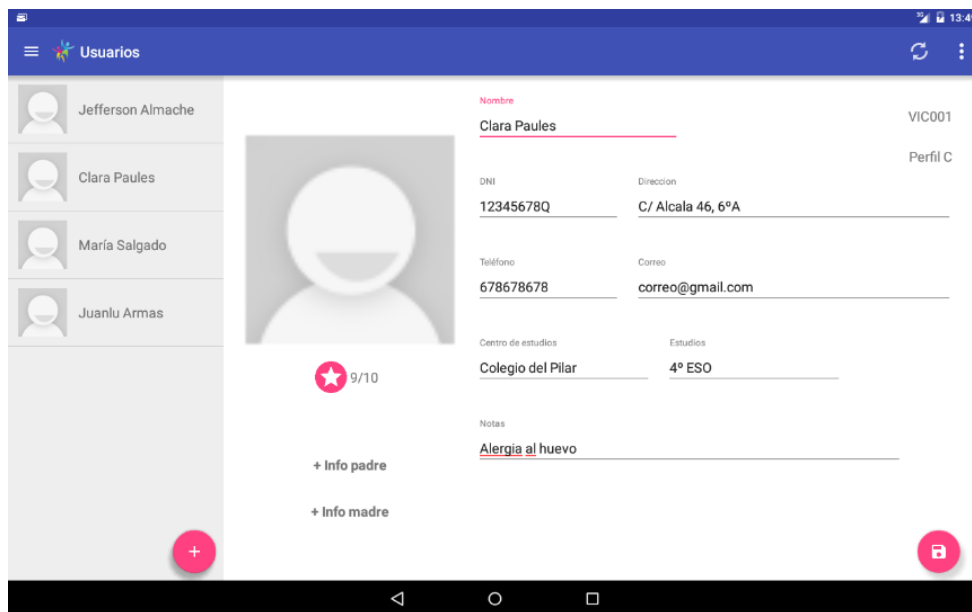 3G 13:49
Usuarios
Jefferson Almache
Clara Paules
María Salgado
Juanlu Armas
+
9/10
+ Info padre
+ Info madre
Nombre
Clara Paules
VIC001
Perfil C
DNI Direccion
12345678Q C/ Alcala 46, 6ºA
Teléfono Correo
678678678 correo@gmail.com
Centro de estudios Estudios
Colegio del Pilar 4º ESO
Notas
Alergia al huevo